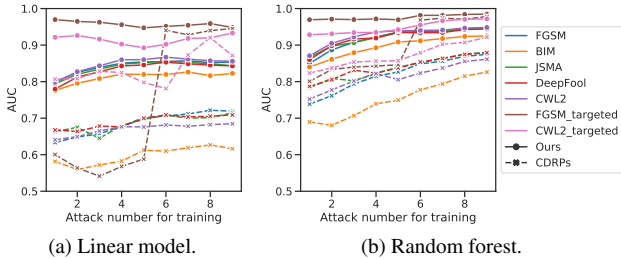 1.0
0.9
0.8
0.7
0.6
0.5
AUC
2 4 6 8
Attack number for training
(a) Linear model.
1.0
0.9
0.8
0.7
0.6
0.5
AUC
2 4 6 8
Attack number for training
(b) Random forest.
FGSM
BIM
JSMA
DeepFool
CWL2
FGSM_targeted
CWL2_targeted
Ours
CDRPs